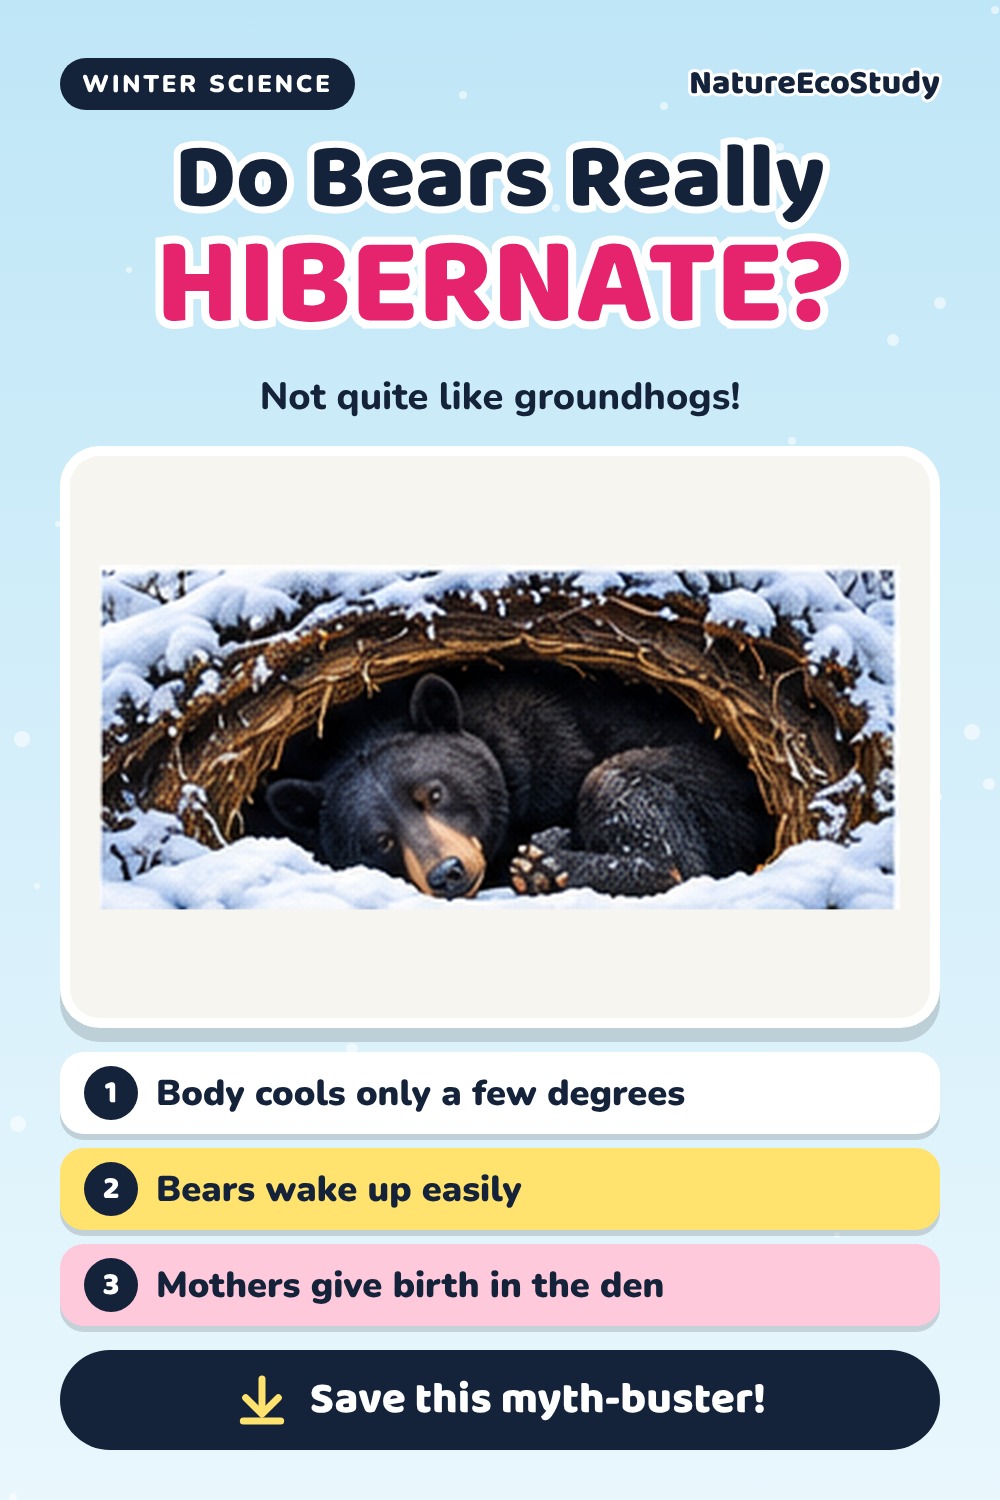 WINTER SCIENCE
NatureEcoStudy
Do Bears Really
HIBERNATE?
Not quite like groundhogs!
1 Body cools only a few degrees
2 Bears wake up easily
3 Mothers give birth in the den
Save this myth-buster!